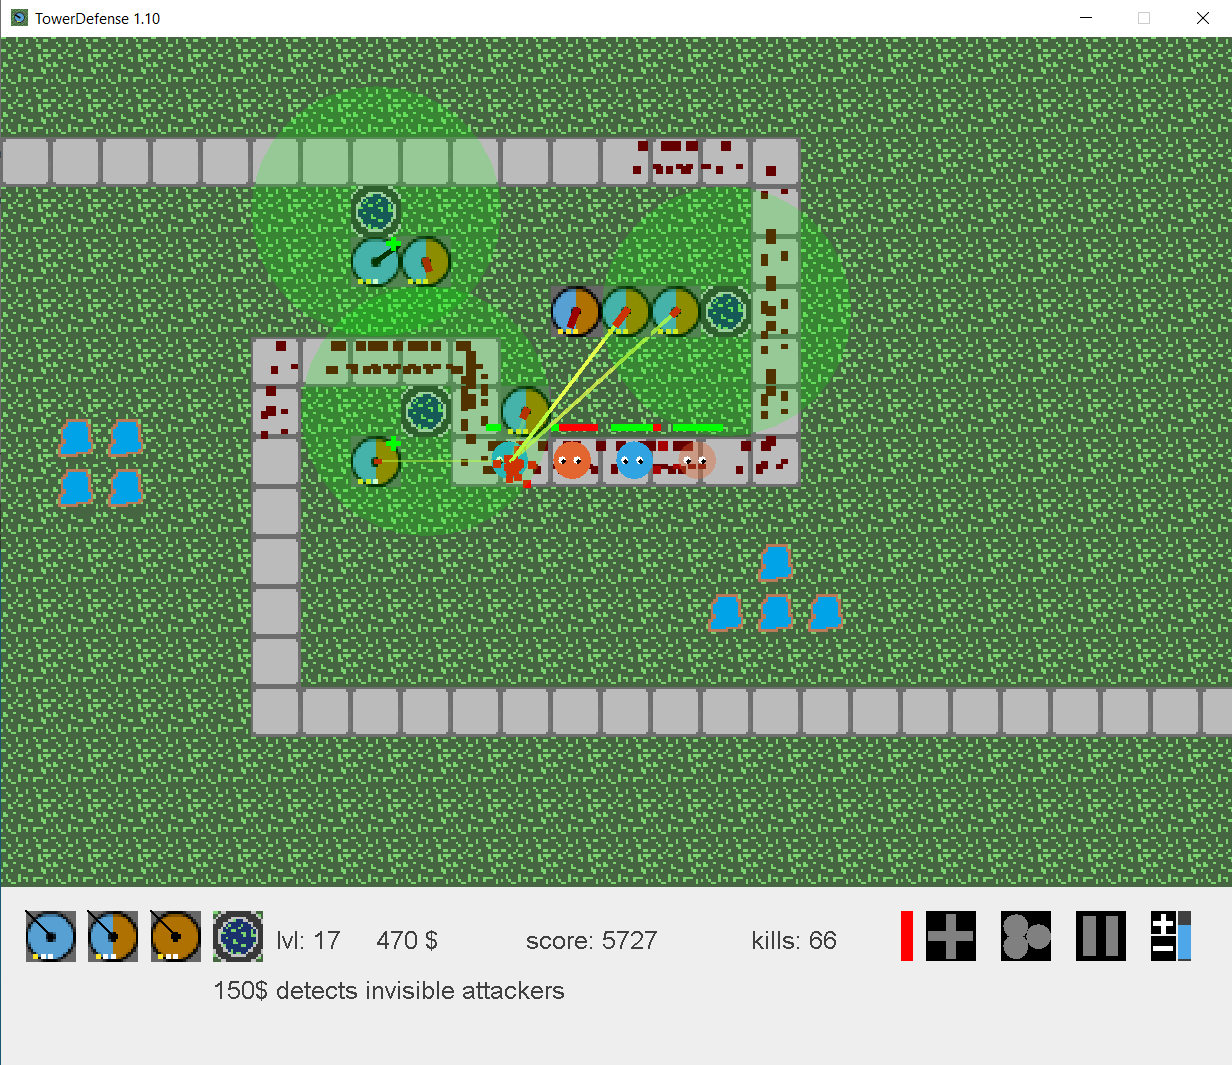 TowerDefense 1.10
lvl: 17 470 $ score: 5727 kills: 66
150$ detects invisible attackers